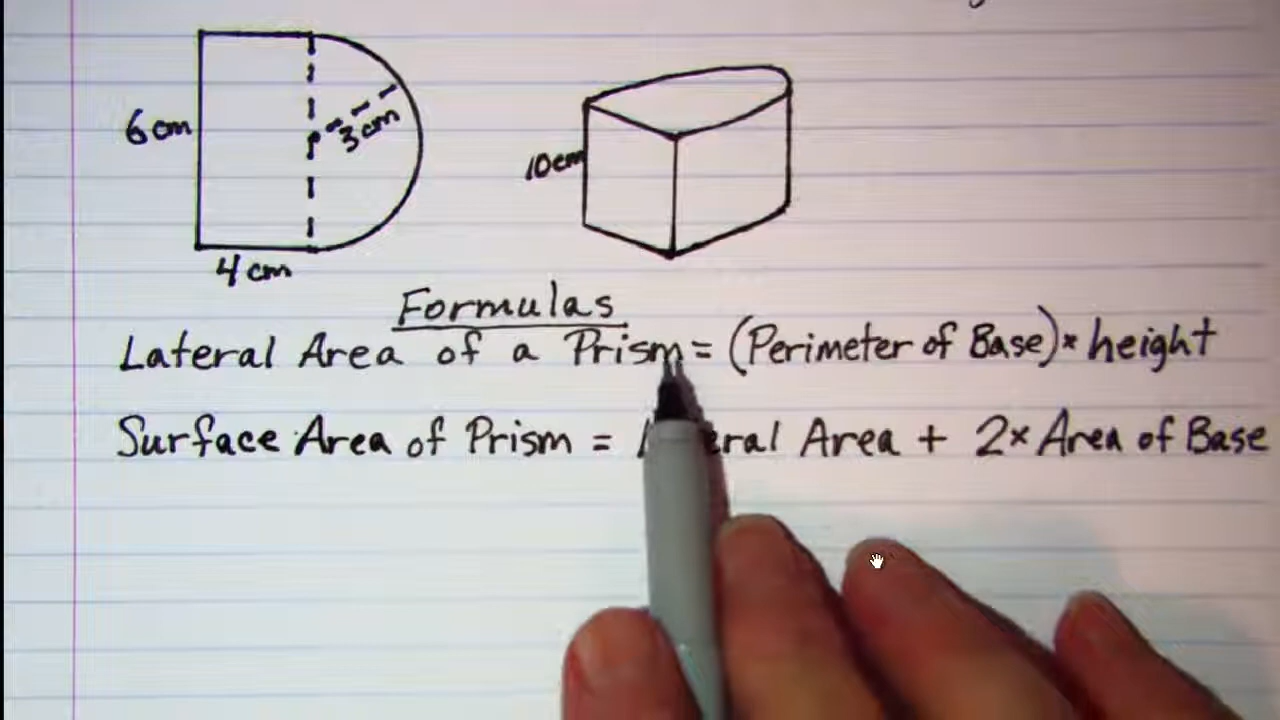 6cm
3cm
10cm
4cm
Formulas
Lateral Area of a Prism = (Perimeter of Base) × height
Surface Area of Prism = Area + 2× Area of Base